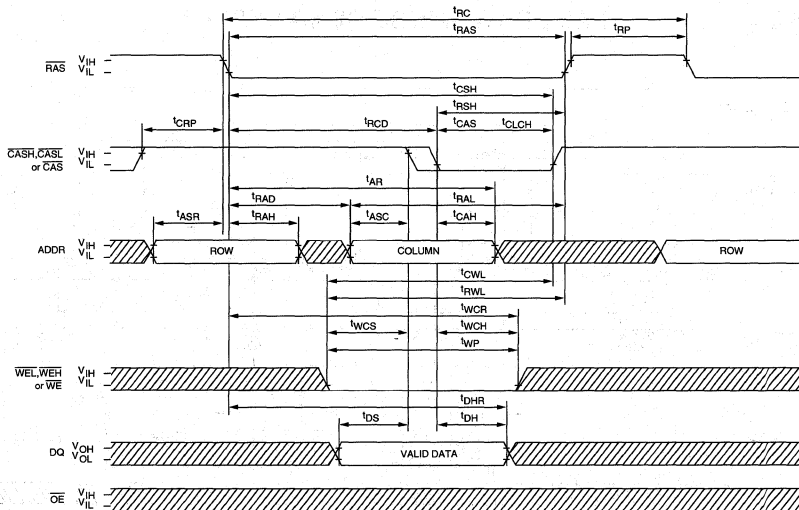 tRC
tRAS
tRP
RAS VIH
VIL
tCSH
tRSH
tCRP
tRCD
tCAS
tCLCH
CASH,CASL VIH
or CAS VIL
tAR
tRAD
tRAL
tASR
tRAH
tASC
tCAH
ADDR VIH
VIL
ROW
COLUMN
ROW
tCWL
tRWL
tWCR
tWCS
tWCH
tWP
WEL,WEH VIH
or WE VIL
tDHR
tDS
tDH
DQ VOH
VOL
VALID DATA
OE VIH
VIL